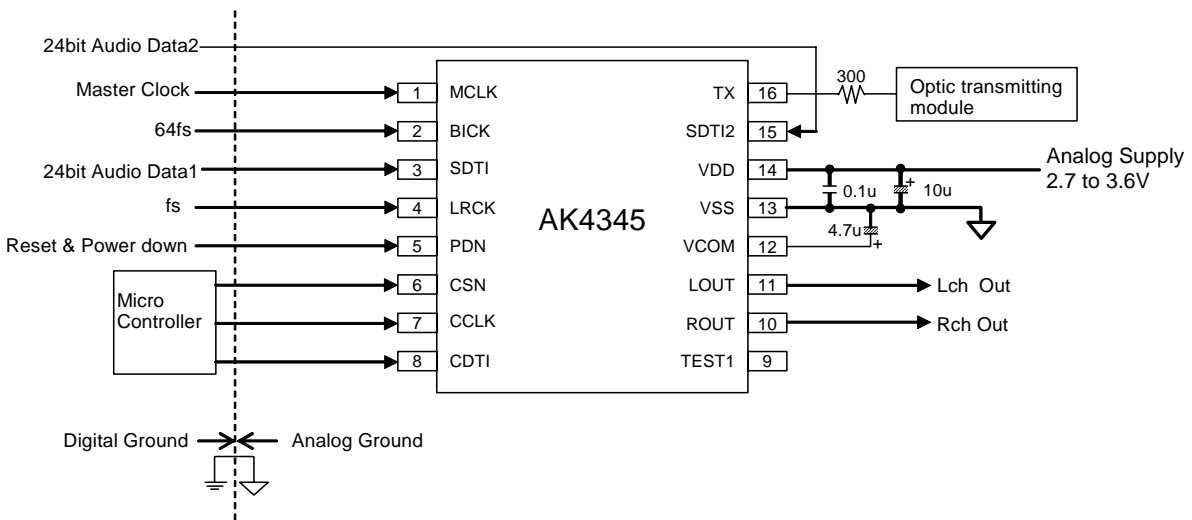 24bit Audio Data2
Master Clock
64fs
24bit Audio Data1
fs
Reset & Power down
Micro
Controller
1 MCLK
2 BICK
3 SDTI
4 LRCK
5 PDN
6 CSN
7 CCLK
8 CDTI
AK4345
TX 16
SDTI2 15
VDD 14
VSS 13
VCOM 12
LOUT 11
ROUT 10
TEST1 9
300
Optic transmitting
module
Analog Supply
2.7 to 3.6V
0.1u
+
10u
4.7u
+
Lch Out
Rch Out
Digital Ground
Analog Ground